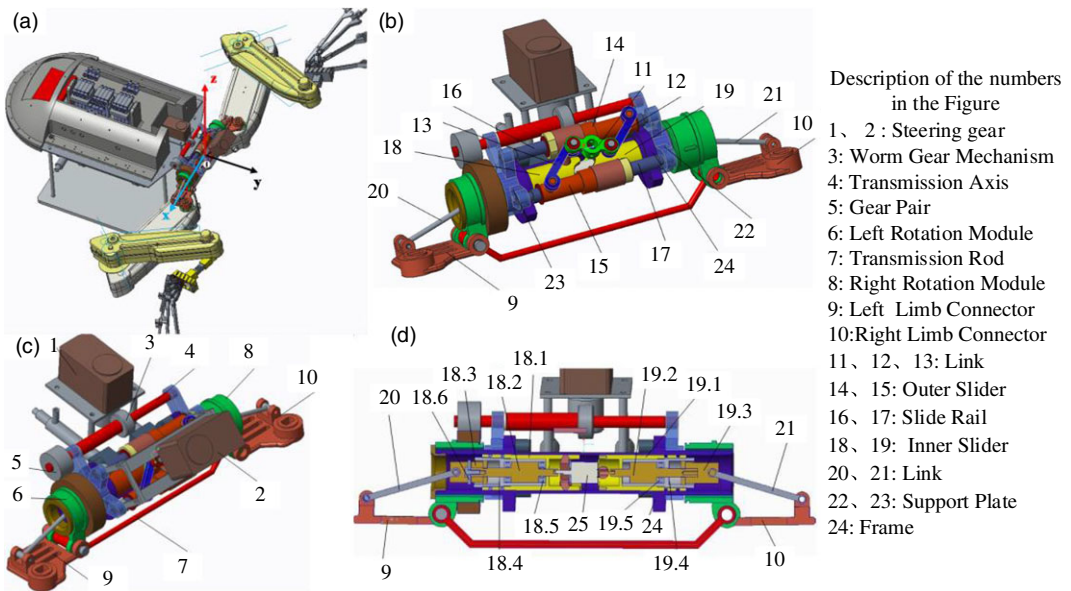 (a)
z
o
y
x
(b)
14
11
12
16
19
21
13
10
18
20
22
24
17
15
23
9
(c)
1
3
4
8
10
5
6
2
9
7
(d)
18.1
18.3
18.2
19.2
19.1
20
18.6
19.3
21
18.5
25
19.5
24
9
18.4
19.4
10
Description of the numbers
in the Figure
1、 2 : Steering gear
3: Worm Gear Mechanism
4: Transmission Axis
5: Gear Pair
6: Left Rotation Module
7: Transmission Rod
8: Right Rotation Module
9: Left Limb Connector
10:Right Limb Connector
11、12、13: Link
14、15: Outer Slider
16、17: Slide Rail
18、19: Inner Slider
20、21: Link
22、23: Support Plate
24: Frame